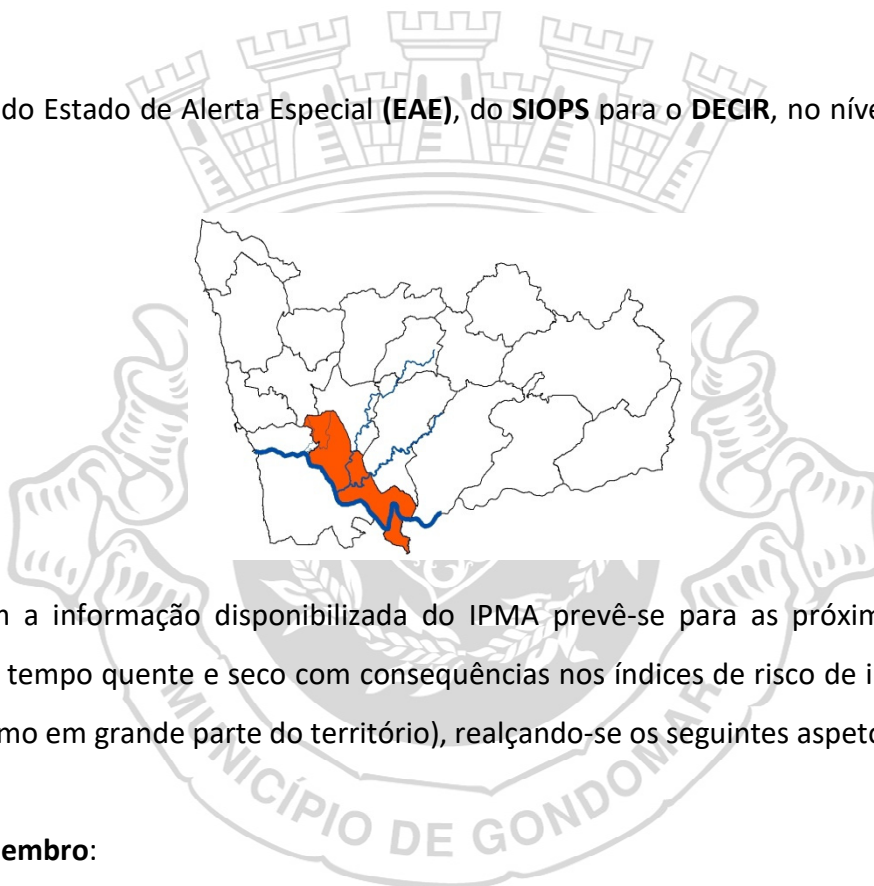 do Estado de Alerta Especial (EAE), do SIOPS para o DECIR, no níve
a informação disponibilizada do IPMA prevê-se para as próxim
tempo quente e seco com consequências nos índices de risco de i
mo em grande parte do território), realçando-se os seguintes aspeto
embro:
MUNICÍPIO DE GONDOMAR